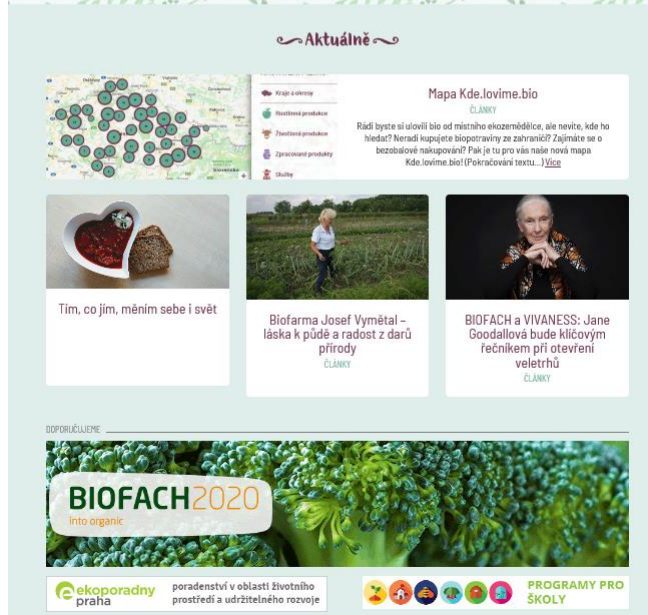 Aktuálně
Kraje a okresy
Rostlinná produkce
Živočišná produkce
Zpracované produkty
Služby
Mapa Kde.lovime.bio
ČLÁNKY
Rádi byste si ulovili bio od místního ekozemědělce, ale nevíte, kde ho
hledat? Neradi kupujete biopotraviny ze zahraničí? Zajímáte se o
bezobalové nakupování? Pak je tu pro vás naše nová mapa
Kde.lovime.bio! (Pokračování textu…) Více
Tím, co jím, měním sebe i svět
Biofarma Josef Vymětal –
láska k půdě a radost z darů
přírody
ČLÁNKY
BIOFACH a VIVANESS: Jane
Goodallová bude klíčovým
řečníkem při otevření
veletrhů
ČLÁNKY
DOPORUČUJEME
BIOFACH2020
into organic
ekoporadny
praha
poradenství v oblasti životního
prostředí a udržitelného rozvoje
PROGRAMY PRO
ŠKOLY